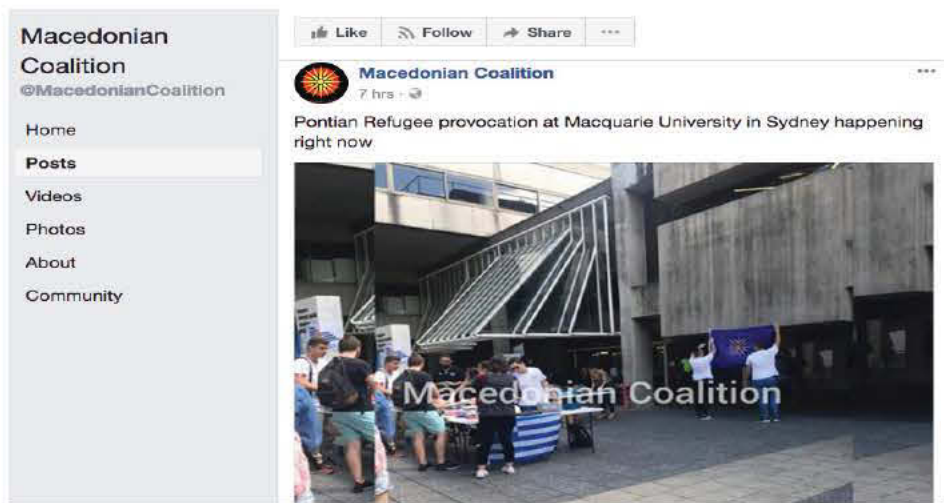 Macedonian
Coalition
@MacedonianCoalition
Home
Posts
Videos
Photos
About
Community
Like
Follow
Share
Macedonian Coalition
7 hrs
Pontian Refugee provocation at Macquarie University in Sydney happening
right now
Macedonian Coalition